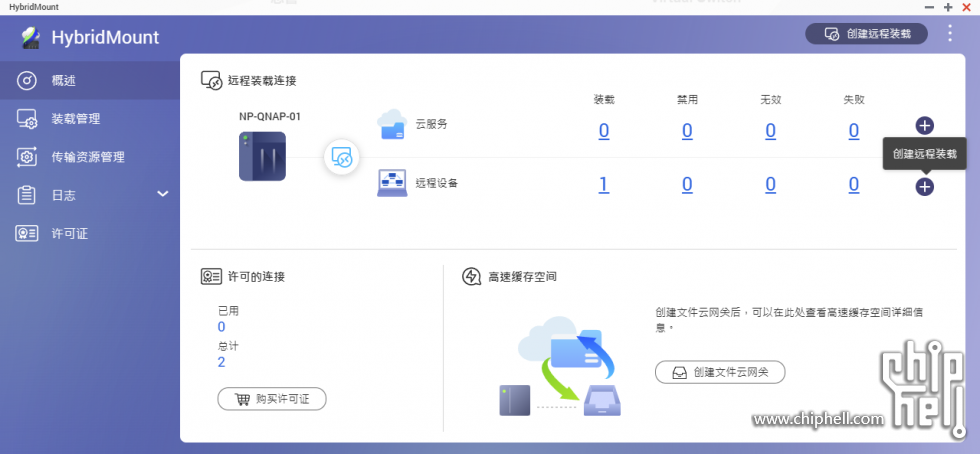 HybridMount
HybridMount
创建远程装载
概述
装载管理
传输资源管理
日志
许可证
远程装载连接
NP-QNAP-01
装载 禁用 无效 失败
云服务
0 0 0 0
创建远程装载
远程设备
1 0 0 0
许可的连接
已用
0
总计
2
购买许可证
高速缓存空间
创建文件云网关后，可以在此处查看高速缓存空间详细信
息。
创建文件云网关
www.chiphell.com
chip
hell